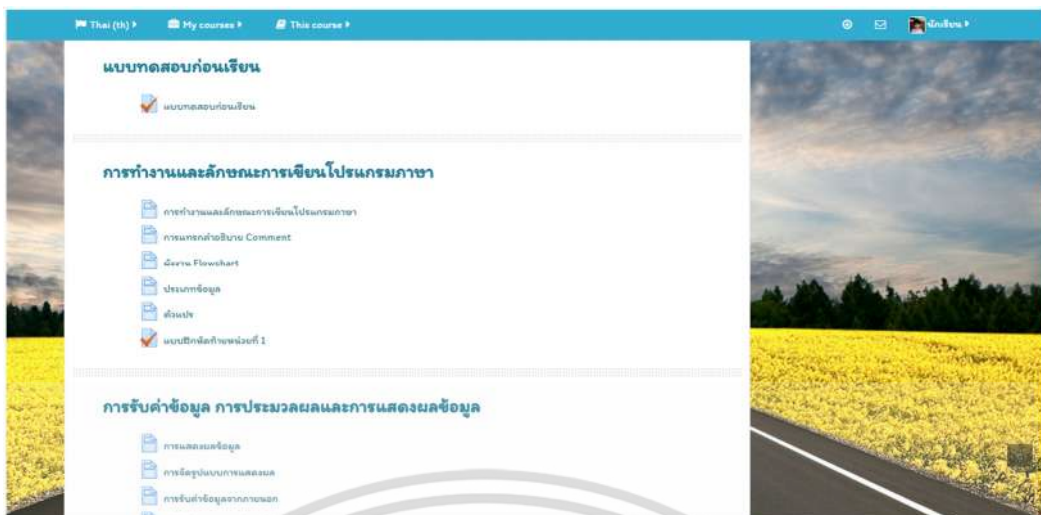 Thai (th) My courses This course นักเรียน
แบบทดสอบก่อนเรียน
แบบทดสอบก่อนเรียน
การทำงานและลักษณะการเขียนโปรแกรมภาษา
การทำงานและลักษณะการเขียนโปรแกรมภาษา
การแทรกคำอธิบาย Comment
ผังงาน Flowchart
ประเภทข้อมูล
ตัวแปร
แบบฝึกหัดท้ายหน่วยที่ 1
การรับค่าข้อมูล การประมวลผลและการแสดงผลข้อมูล
การแสดงผลข้อมูล
การจัดรูปแบบการแสดงผล
การรับค่าข้อมูลจากภายนอก